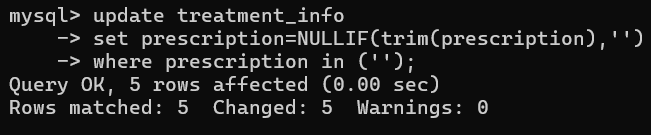 mysql> update treatment_info
    -> set prescription=NULLIF(trim(prescription),'')
    -> where prescription in ('');
Query OK, 5 rows affected (0.00 sec)
Rows matched: 5  Changed: 5  Warnings: 0